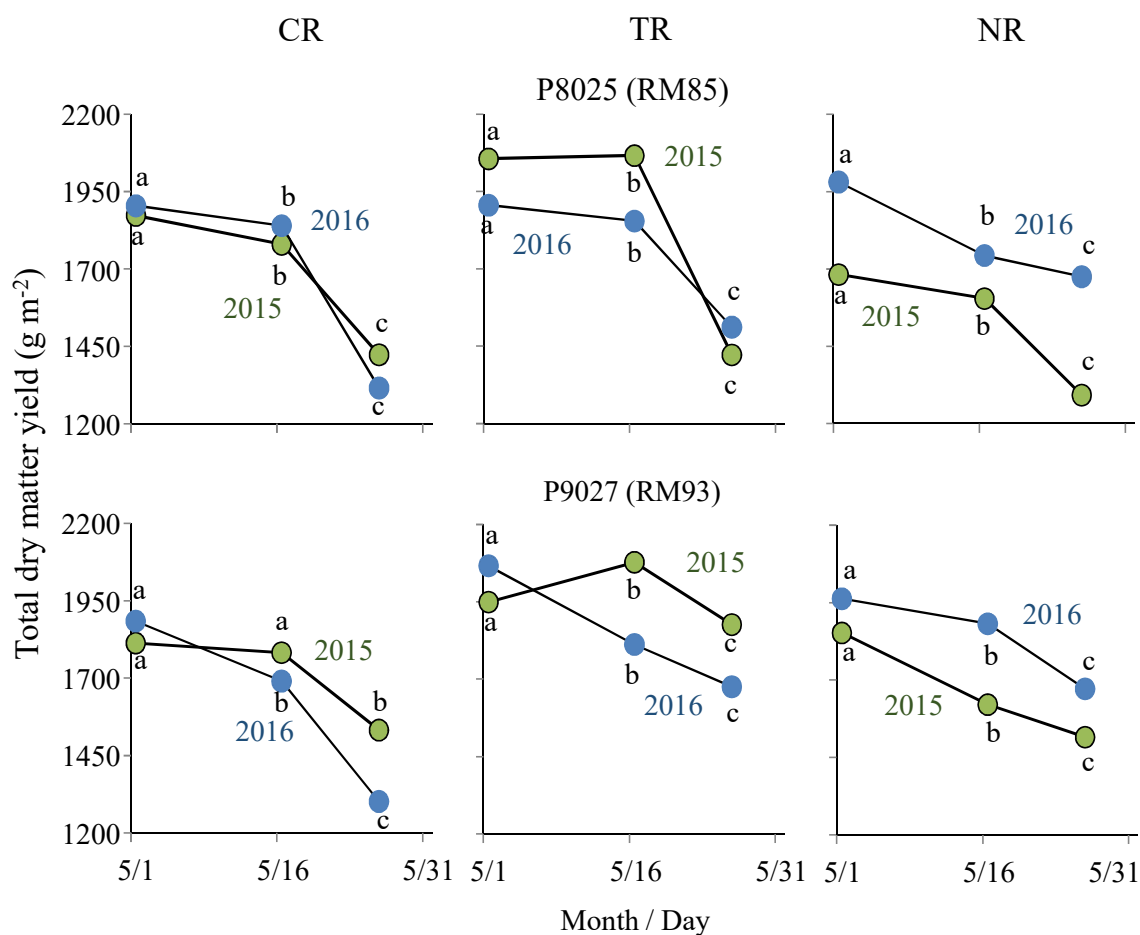 CR TR NR
P8025 (RM85)
Total dry matter yield (g m-2)
2200
1950
1700
1450
1200
a
a
b
b
2016
2015
c
c
a
a
b
b
2015
2016
c
c
a
a
b
b
2016
2015
c
c
P9027 (RM93)
2200
1950
1700
1450
1200
a
a
a
b
2015
2016
b
c
a
a
b
b
2015
2016
c
c
a
a
b
b
2016
2015
c
c
5/1 5/16 5/31 5/1 5/16 5/31 5/1 5/16 5/31
Month / Day